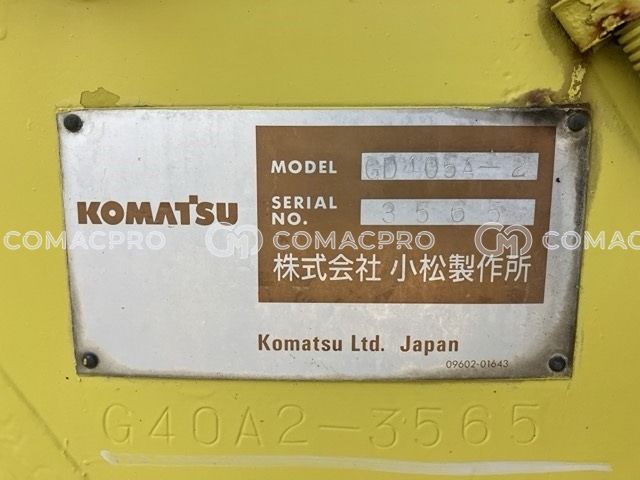 MODEL GD405A-2
KOMATSU
SERIAL NO. 3565
COMACPRO COMACPRO COMACPRO
株式会社 小松製作所
Komatsu Ltd. Japan
09602-01643
G40A2-3565